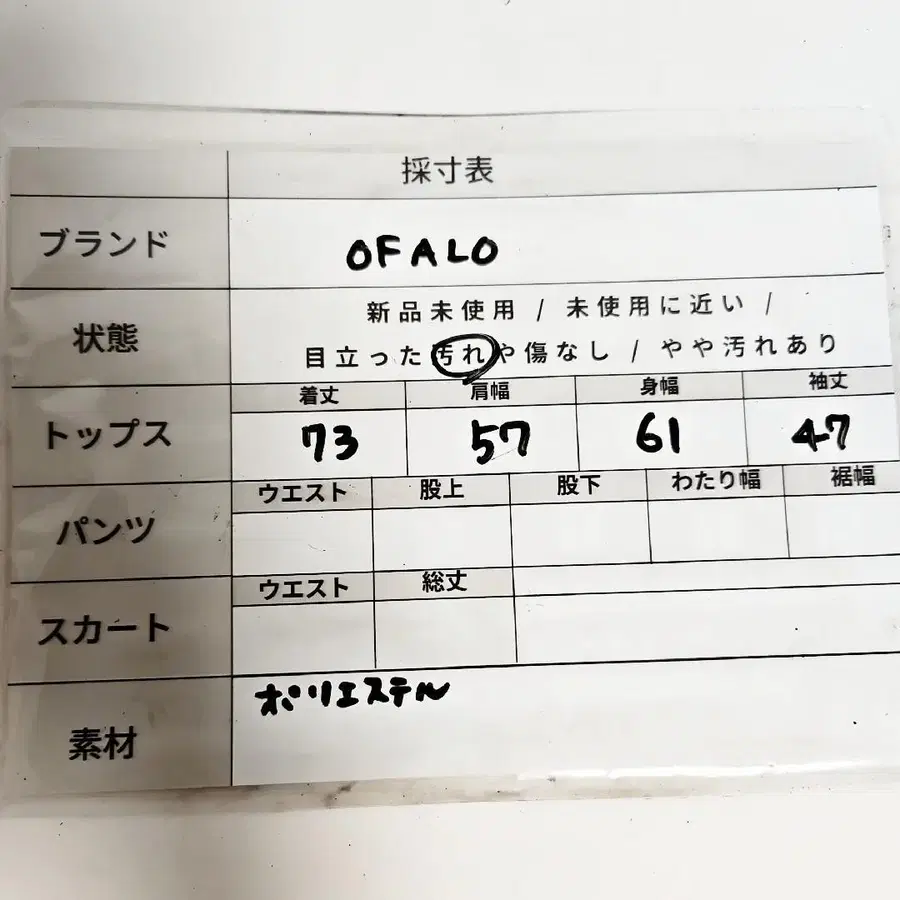 採寸表
ブランド OFALO
状態 新品未使用 / 未使用に近い /
目立った汚れや傷なし / やや汚れあり
着丈 肩幅 身幅 袖丈
トップス 73 57 61 47
ウエスト 股上 股下 わたり幅 裾幅
パンツ
ウエスト 総丈
スカート
素材 ポリエステル